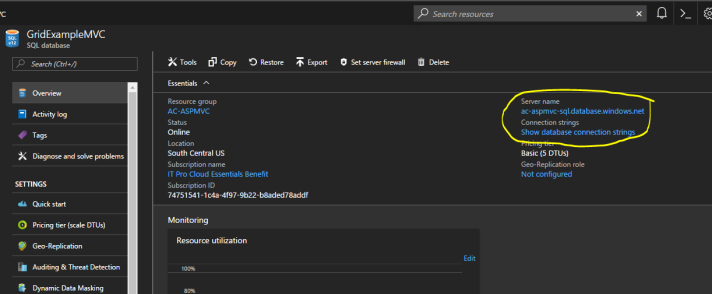 VC
Search resources
GridExampleMVC
SQL database
Search (Ctrl+/)
Overview
Activity log
Tags
Diagnose and solve problems
SETTINGS
Quick start
Pricing tier (scale DTUs)
Geo-Replication
Auditing & Threat Detection
Dynamic Data Masking
Tools
Copy
Restore
Export
Set server firewall
Delete
Essentials
Resource group
AC-ASPMVC
Status
Online
Location
South Central US
Subscription name
IT Pro Cloud Essentials Benefit
Subscription ID
74751541-1c4a-4f97-9b22-b8aded78addf
Server name
ac-aspmvc-sql.database.windows.net
Connection strings
Show database connection strings
Pricing tier
Basic (5 DTUs)
Geo-Replication role
Not configured
Monitoring
Resource utilization
Edit
100%
80%